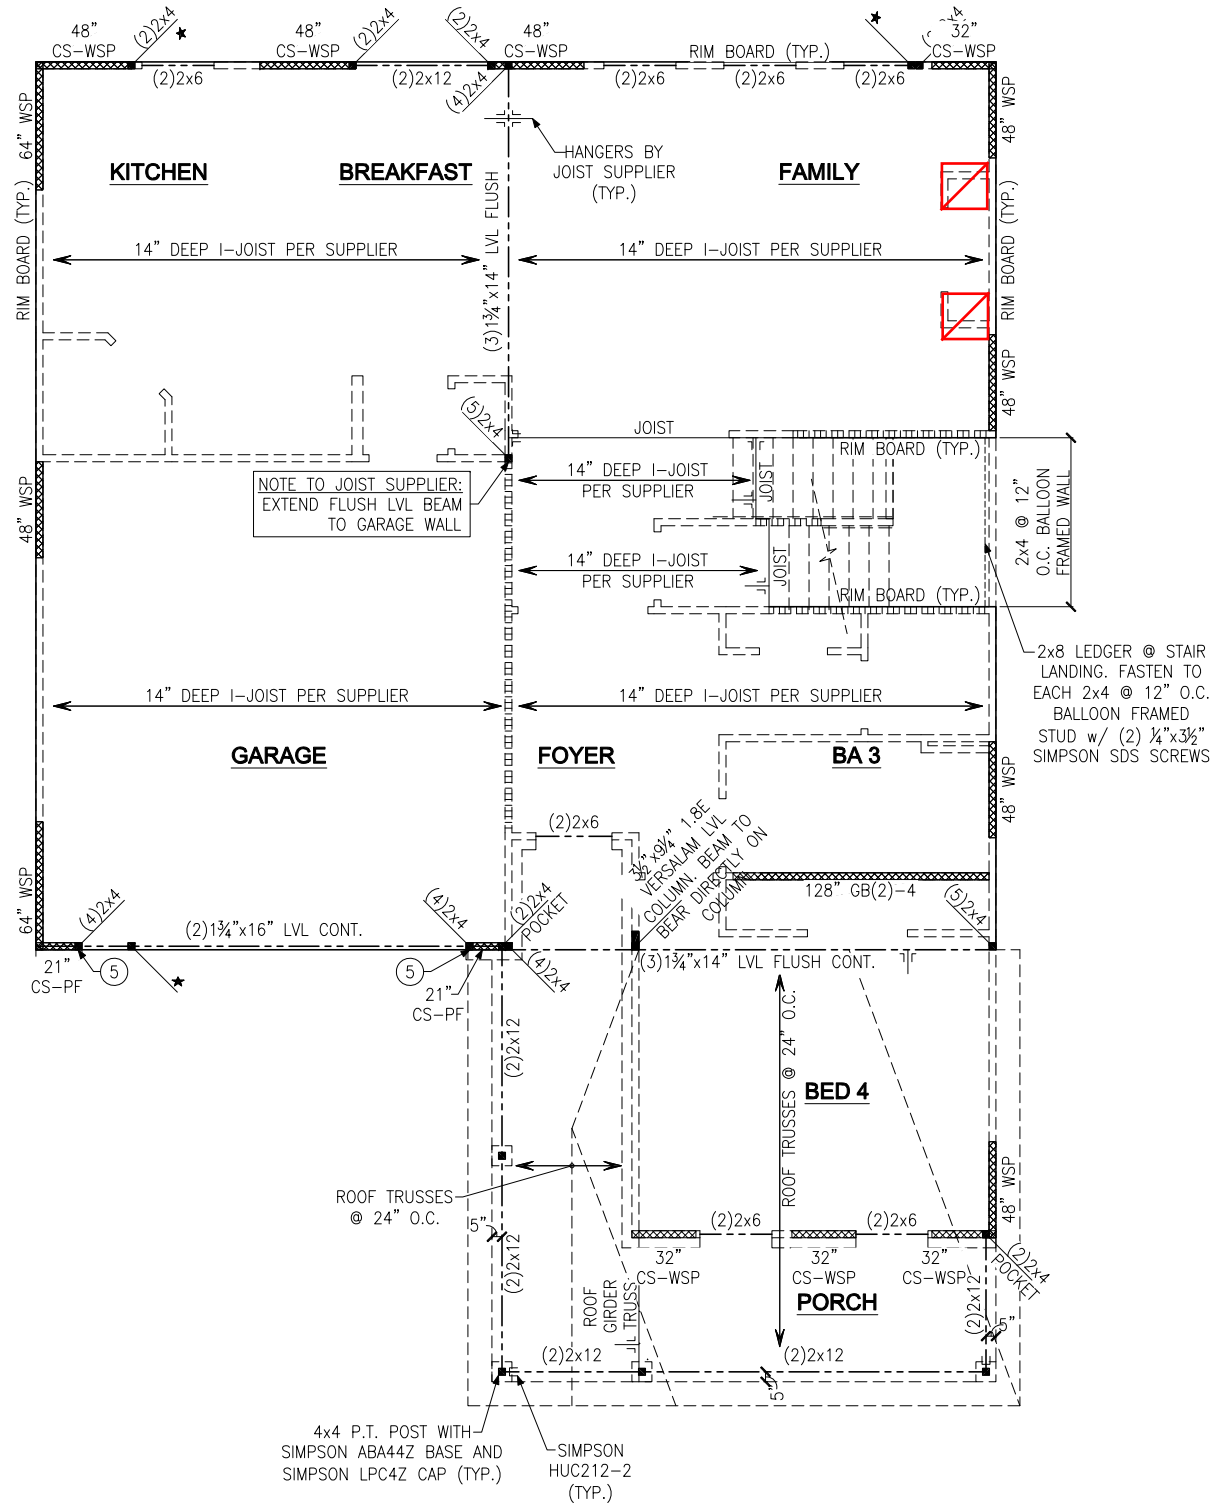 48"
CS-WSP
(2)2x4
★
48"
CS-WSP
(2)2x4
(2)2x4
48"
CS-WSP
RIM BOARD (TYP.)
★
32"
CS-WSP
(2)2x6
(2)2x12
(4)2x4
(2)2x6
(2)2x6
(2)2x6
64" WSP
48" WSP
KITCHEN
BREAKFAST
FAMILY
HANGERS BY
JOIST SUPPLIER
(TYP.)
RIM BOARD (TYP.)
RIM BOARD (TYP.)
14" DEEP I-JOIST PER SUPPLIER
14" DEEP I-JOIST PER SUPPLIER
(3)1¾"x14" LVL FLUSH
48" WSP
(5)2x4
JOIST
RIM BOARD (TYP.)
NOTE TO JOIST SUPPLIER:
EXTEND FLUSH LVL BEAM
TO GARAGE WALL
14" DEEP I-JOIST
PER SUPPLIER
JOIST
48" WSP
2x4 @ 12"
O.C. BALLOON
FRAMED WALL
14" DEEP I-JOIST
PER SUPPLIER
JOIST
RIM BOARD (TYP.)
2x8 LEDGER @ STAIR
LANDING. FASTEN TO
EACH 2x4 @ 12" O.C.
BALLOON FRAMED
STUD w/ (2) ¼"x3½"
SIMPSON SDS SCREWS
14" DEEP I-JOIST PER SUPPLIER
14" DEEP I-JOIST PER SUPPLIER
GARAGE
FOYER
BA 3
48" WSP
(2)2x6
3½"x9¼" 1.8E
VERSALAM LVL
COLUMN. BEAM TO
BEAR DIRECTLY ON
COLUMN
128" GB(2)-4
64" WSP
(4)2x4
(2)1¾"x16" LVL CONT.
(4)2x4
(2)2x4
POCKET
(5)2x4
21"
CS-PF
5
★
5
21"
CS-PF
(4)2x4
(3)1¾"x14" LVL FLUSH CONT.
(2)2x12
ROOF TRUSSES @ 24" O.C.
BED 4
ROOF TRUSSES
@ 24" O.C.
48" WSP
5"
(2)2x12
(2)2x6
(2)2x6
32"
CS-WSP
32"
CS-WSP
32"
CS-WSP
(2)2x4
POCKET
PORCH
ROOF
GIRDER
TRUSS
(2)2x12
5"
(2)2x12
(2)2x12
5"
4x4 P.T. POST WITH
SIMPSON ABA44Z BASE AND
SIMPSON LPC4Z CAP (TYP.)
SIMPSON
HUC212-2
(TYP.)